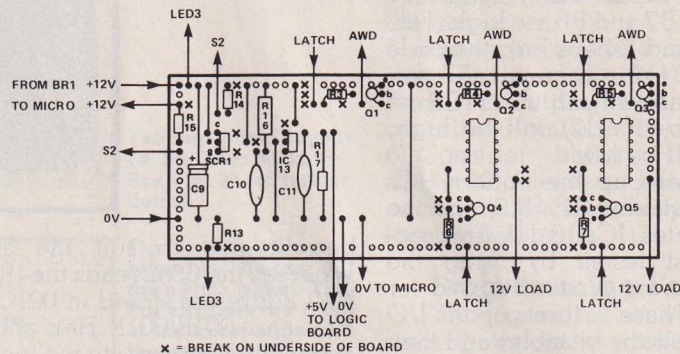 LED3
S2
LATCH AWD LATCH AWD LATCH AWD
FROM BR1 +12V
TO MICRO +12V
S2
0V
R14
R16
R15
SCR1
IC 13
R17
C9
C10
C11
R13
R3
R4
R5
e
b
c
e
b
c
e
b
c
Q1
Q2
Q3
c
b
e
c
b
e
Q4
Q5
R6
R7
LED3
+5V 0V
TO LOGIC
BOARD
0V TO MICRO
LATCH
12V LOAD
LATCH
12V LOAD
X = BREAK ON UNDERSIDE OF BOARD